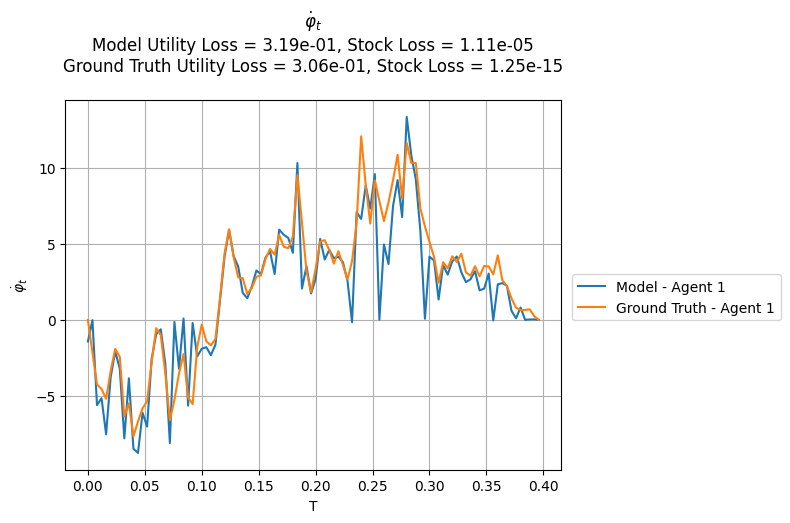 φ̇ₜ
Model Utility Loss = 3.19e-01, Stock Loss = 1.11e-05
Ground Truth Utility Loss = 3.06e-01, Stock Loss = 1.25e-15
φ̇ₜ
10
5
0
−5
0.00 0.05 0.10 0.15 0.20 0.25 0.30 0.35 0.40
T
Model - Agent 1
Ground Truth - Agent 1